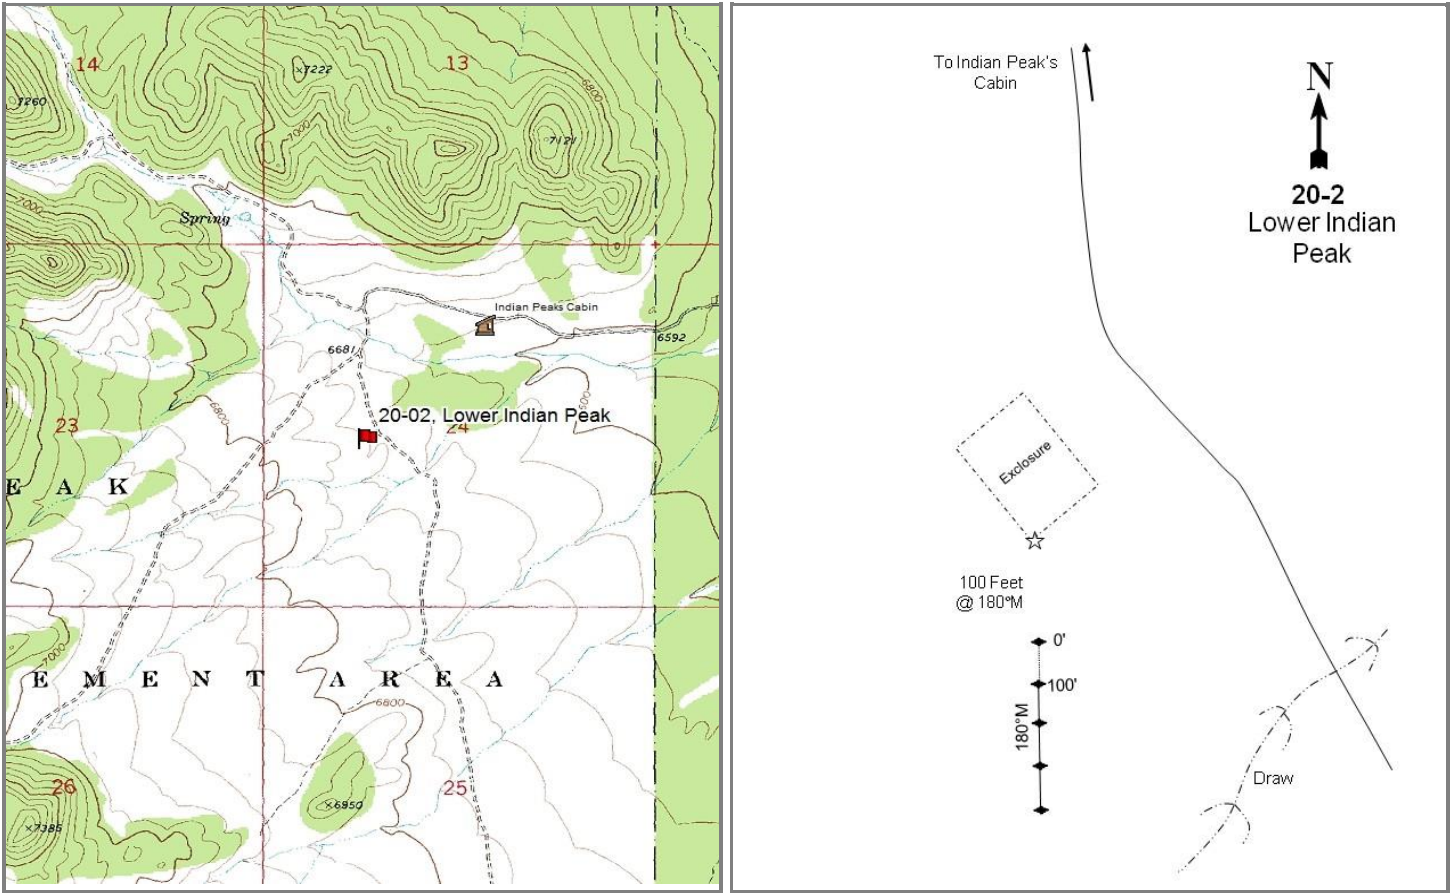 14
13
7222
6800
7260
7000
7121
7000
Spring
Indian Peaks Cabin
6681
6592
6800
20-02, Lower Indian Peak
23
24
E A K
7000
E M E N T A R E A
6800
26
25
6950
7385
To Indian Peak's
Cabin
N
20-2
Lower Indian
Peak
Exclosure
100 Feet
@ 180°M
0'
100'
180°M
Draw